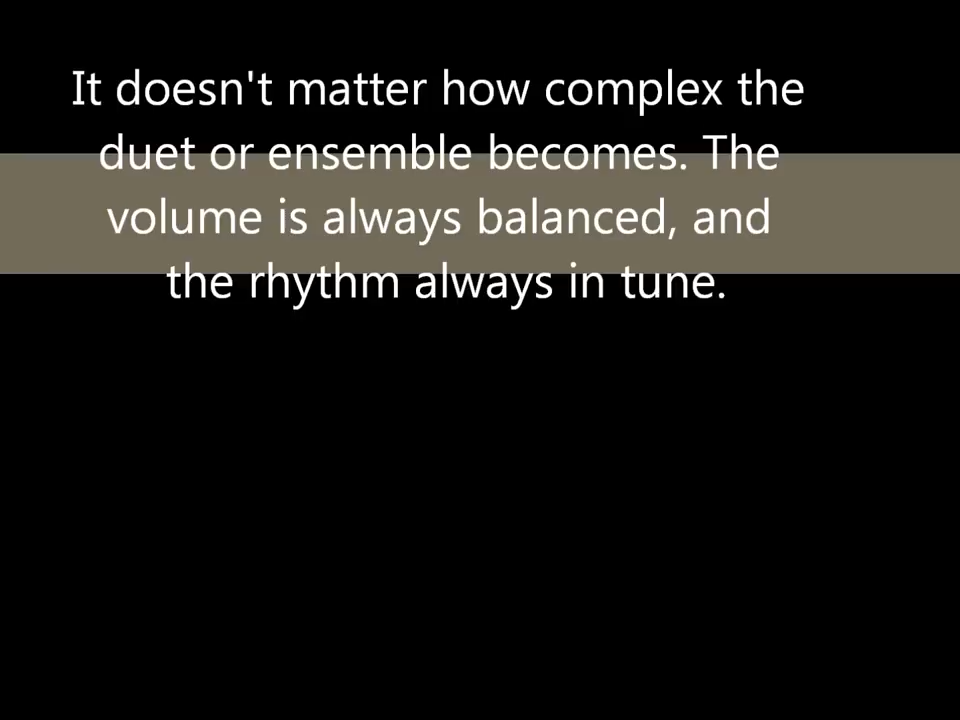 It doesn't matter how complex the
duet or ensemble becomes. The
volume is always balanced, and
the rhythm always in tune.